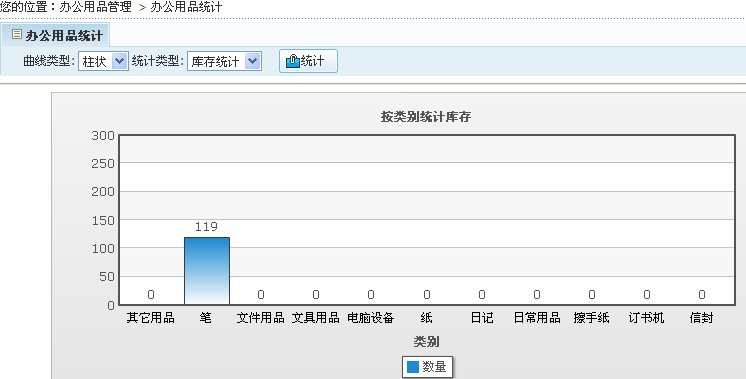 您的位置：办公用品管理 > 办公用品统计
办公用品统计
曲线类型: 柱状 统计类型: 库存统计 统计
按类别统计库存
300
250
200
150
100
50
0
0 119 0 0 0 0 0 0 0 0 0
其它用品 笔 文件用品 文具用品 电脑设备 纸 日记 日常用品 擦手纸 订书机 信封
类别
数量